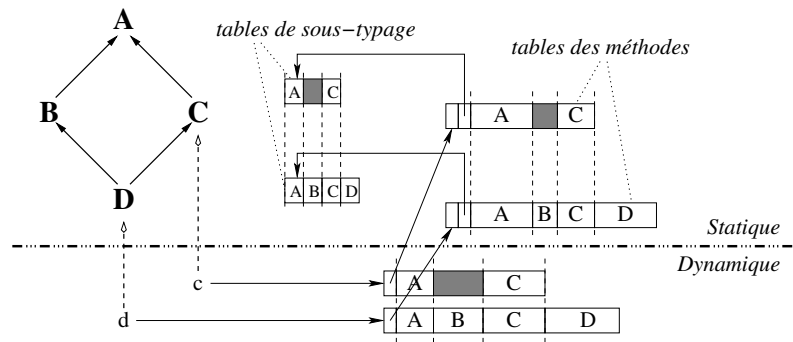 A
tables de sous−typage
tables des méthodes
A C
B C
A C
A B C D
D
A B C D
Statique
Dynamique
c
A C
d
A B C D